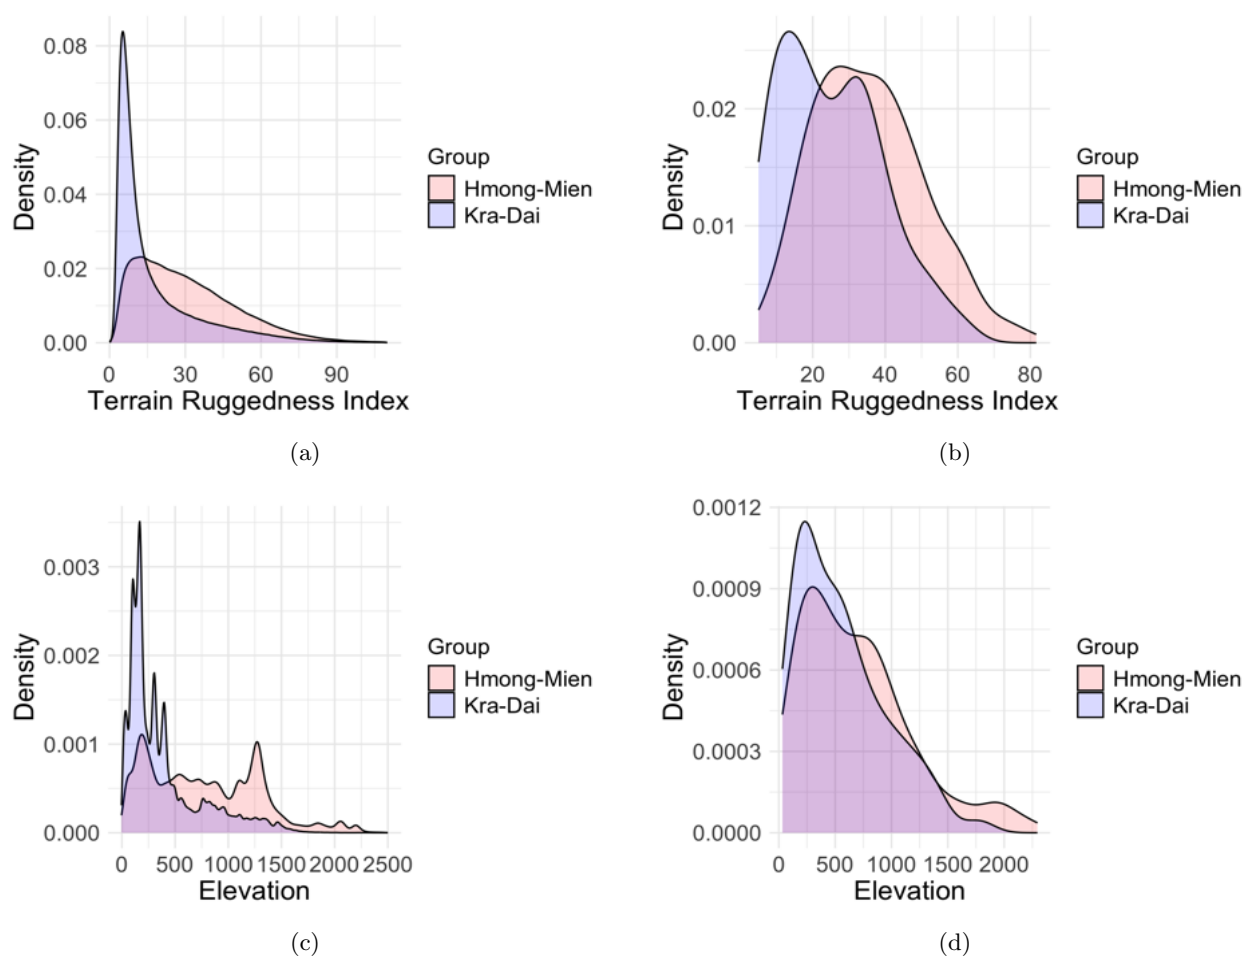 0.08
0.06
0.04
0.02
0.00
Density
0 30 60 90
Terrain Ruggedness Index
Group
Hmong-Mien
Kra-Dai
(a)
0.02
0.01
0.00
Density
20 40 60 80
Terrain Ruggedness Index
Group
Hmong-Mien
Kra-Dai
(b)
0.003
0.002
0.001
0.000
Density
0 500 1000 1500 2000 2500
Elevation
Group
Hmong-Mien
Kra-Dai
(c)
0.0012
0.0009
0.0006
0.0003
0.0000
Density
0 500 1000 1500 2000
Elevation
Group
Hmong-Mien
Kra-Dai
(d)